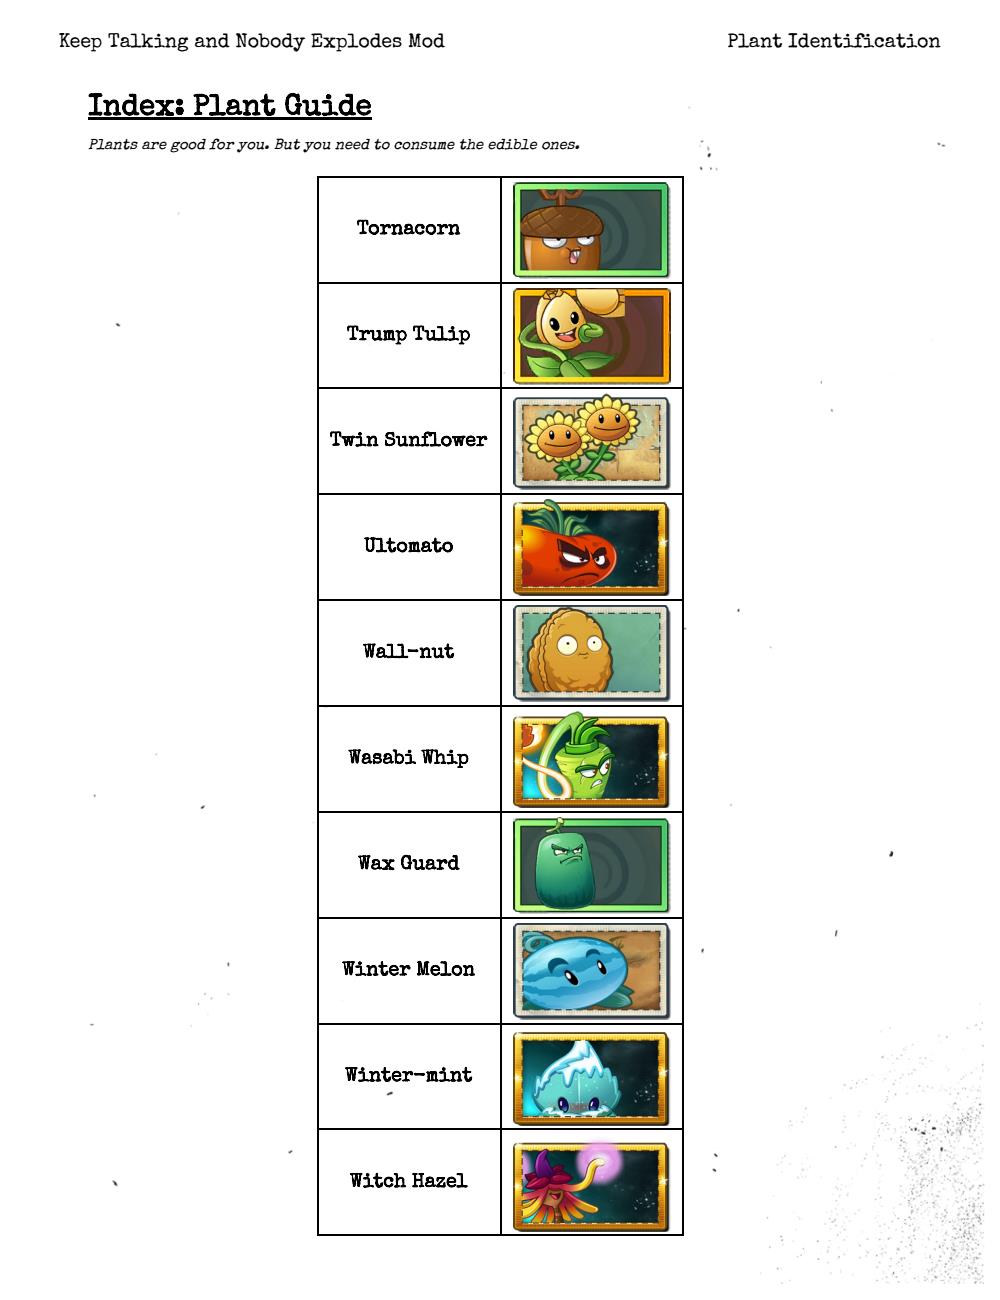 Keep Talking and Nobody Explodes Mod
Plant Identification
Index: Plant Guide
Plants are good for you. But you need to consume the edible ones.
Tornacorn
Trump Tulip
Twin Sunflower
Ultomato
Wall-nut
Wasabi Whip
Wax Guard
Winter Melon
Winter-mint
Witch Hazel